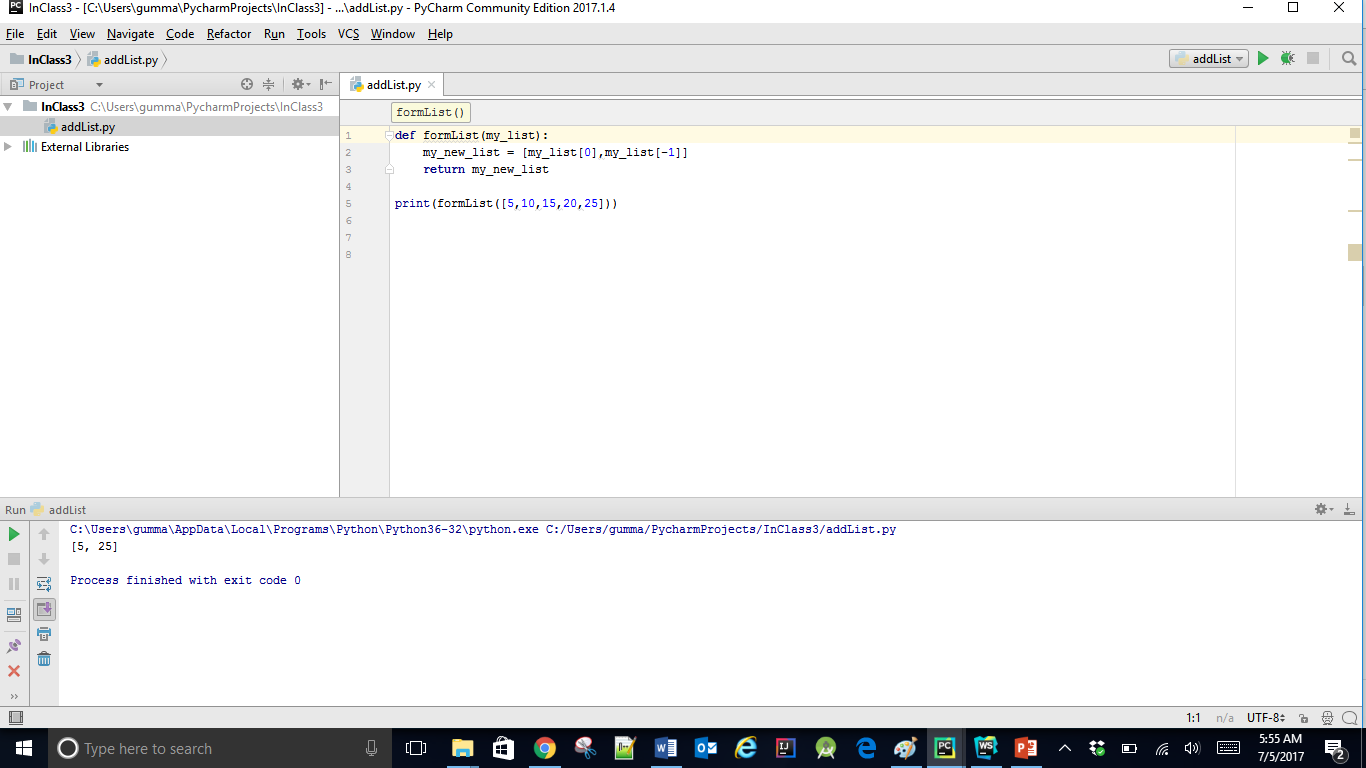 InClass3 - [C:\Users\gumma\PycharmProjects\InClass3] - ...\addList.py - PyCharm Community Edition 2017.1.4
File Edit View Navigate Code Refactor Run Tools VCS Window Help
InClass3 addList.py addList
Project addList.py
InClass3 C:\Users\gumma\PycharmProjects\InClass3
addList.py
External Libraries
formList()
1 def formList(my_list):
2 my_new_list = [my_list[0],my_list[-1]]
3 return my_new_list
4
5 print(formList([5,10,15,20,25]))
6
7
8
Run addList
C:\Users\gumma\AppData\Local\Programs\Python\Python36-32\python.exe C:/Users/gumma/PycharmProjects/InClass3/addList.py
[5, 25]
Process finished with exit code 0
1:1 n/a UTF-8
Type here to search
5:55 AM
7/5/2017
2